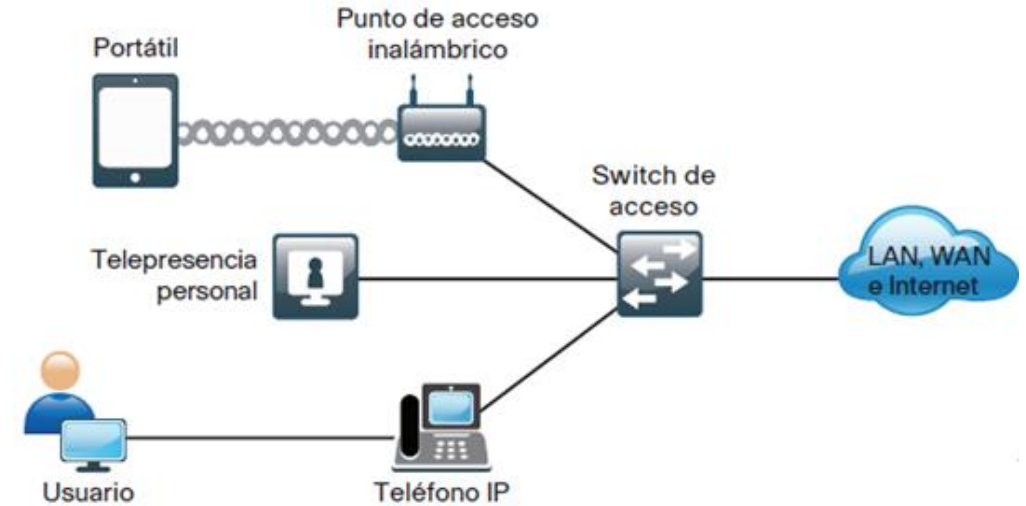 Portátil
Punto de acceso
inalámbrico
Switch de
acceso
Telepresencia
personal
LAN, WAN
e Internet
Usuario
Teléfono IP